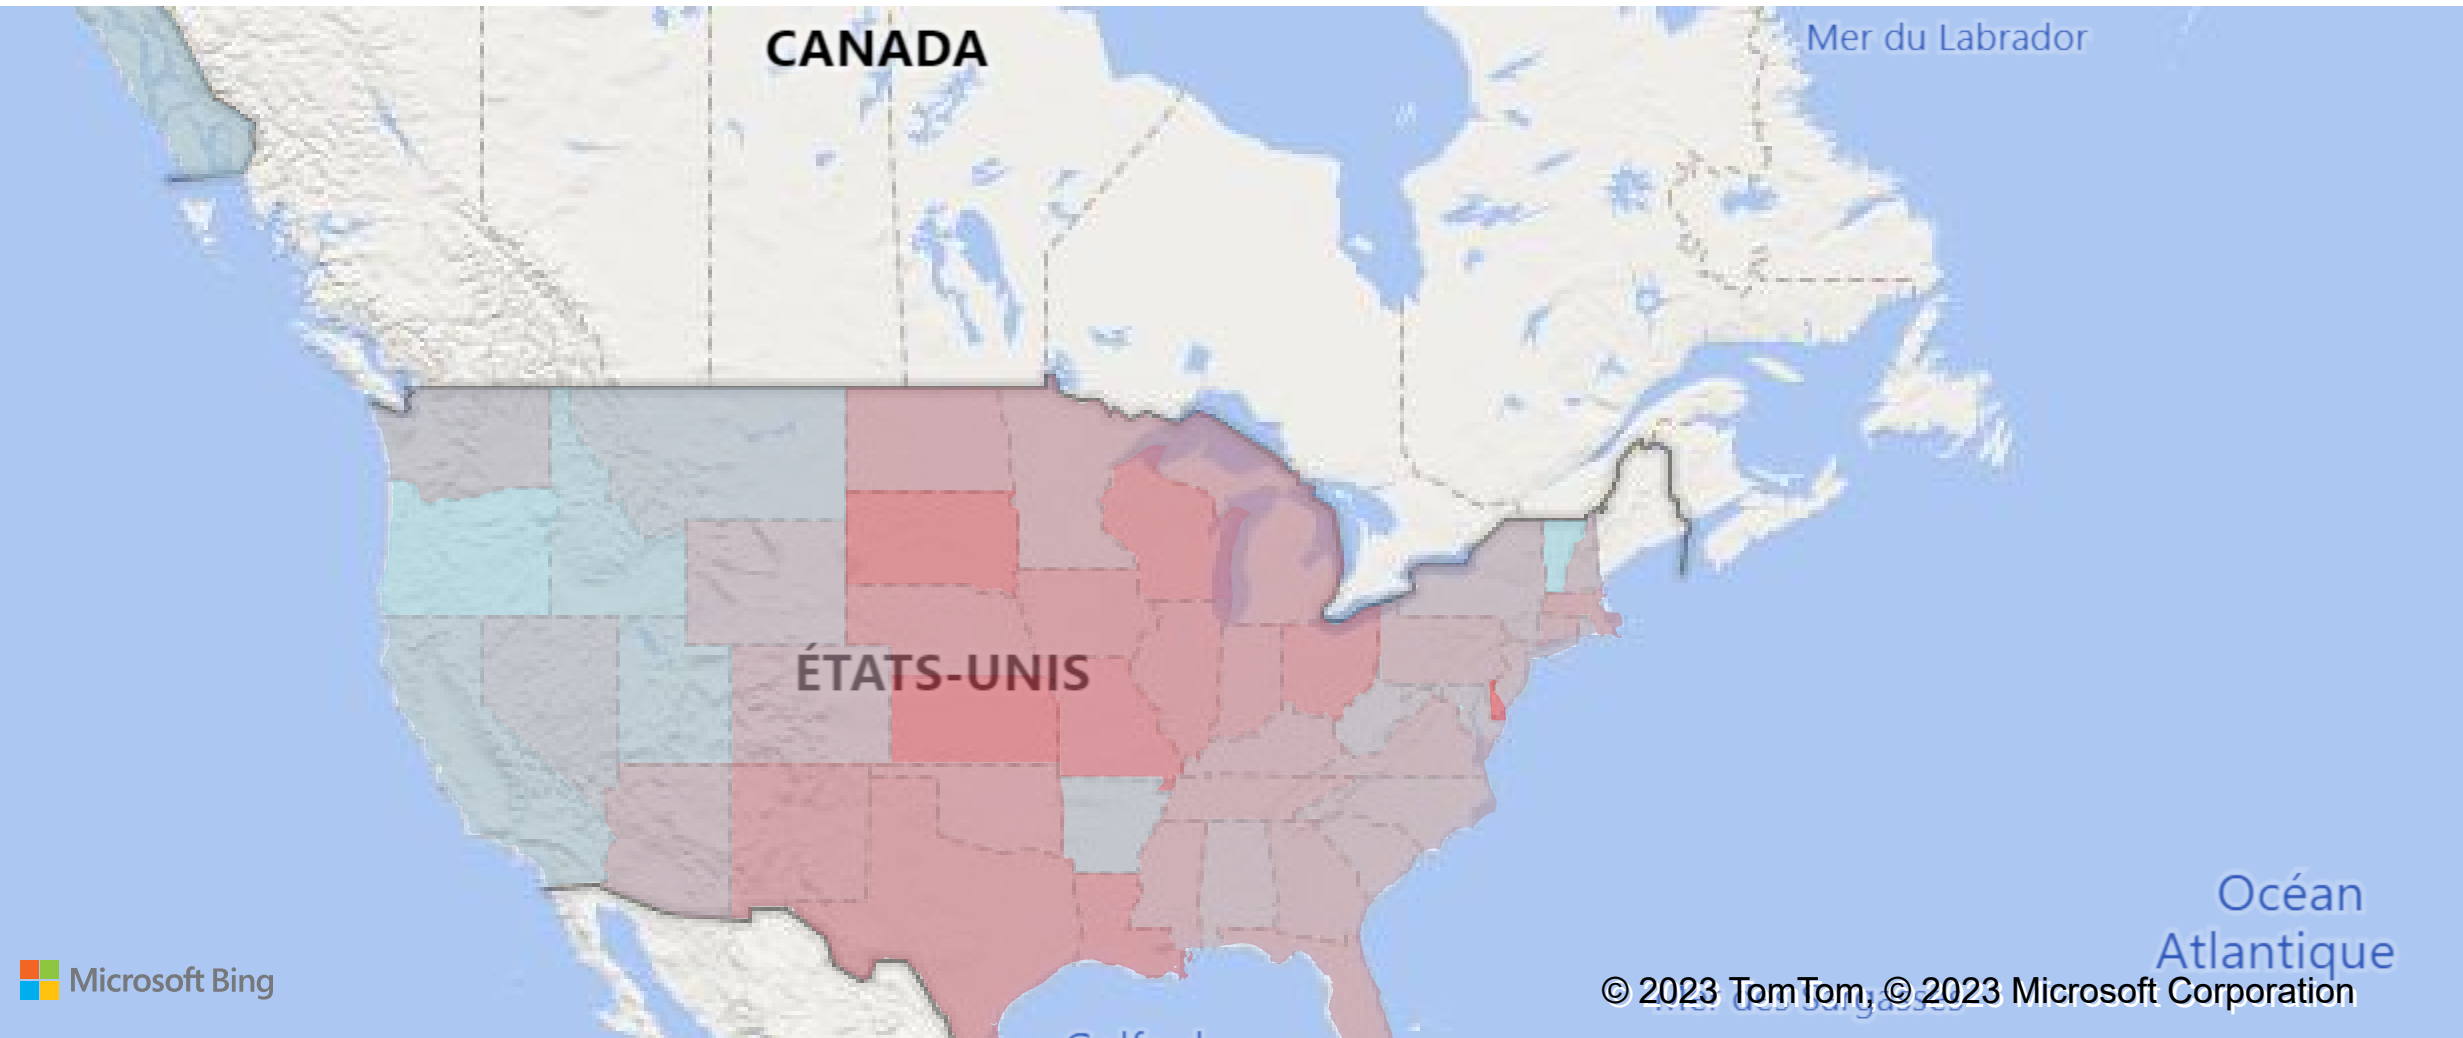 CANADA
Mer du Labrador
ÉTATS-UNIS
Océan
Atlantique
Microsoft Bing
© 2023 TomTom, © 2023 Microsoft Corporation